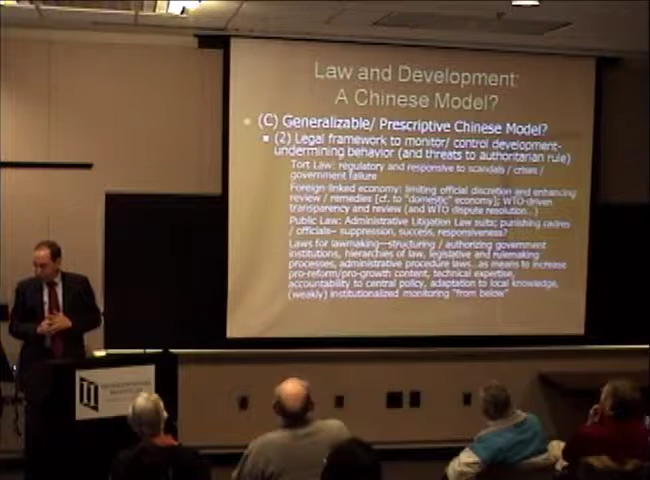 Law and Development:
A Chinese Model?
(C) Generalizable/ Prescriptive Chinese Model?
(2) Legal framework to monitor/ control development-
undermining behavior (and threats to authoritarian rule)
Tort Law: regulatory and responsive to scandals / crises /
government failure
Foreign-linked economy: limiting official discretion and enhancing
review / remedies [cf. to "domestic" economy]; WTO-driven
transparency and review (and WTO dispute resolution...)
Public Law: Administrative Litigation Law suits; punishing cadres
/ officials– suppression, success, responsiveness?
Laws for lawmaking—structuring / authorizing government
institutions, hierarchies of law, legislative and rulemaking
processes, administrative procedure laws...as means to increase
pro-reform/pro-growth content, technical expertise,
accountability to central policy, adaptation to local knowledge,
(weakly) institutionalized monitoring "from below"